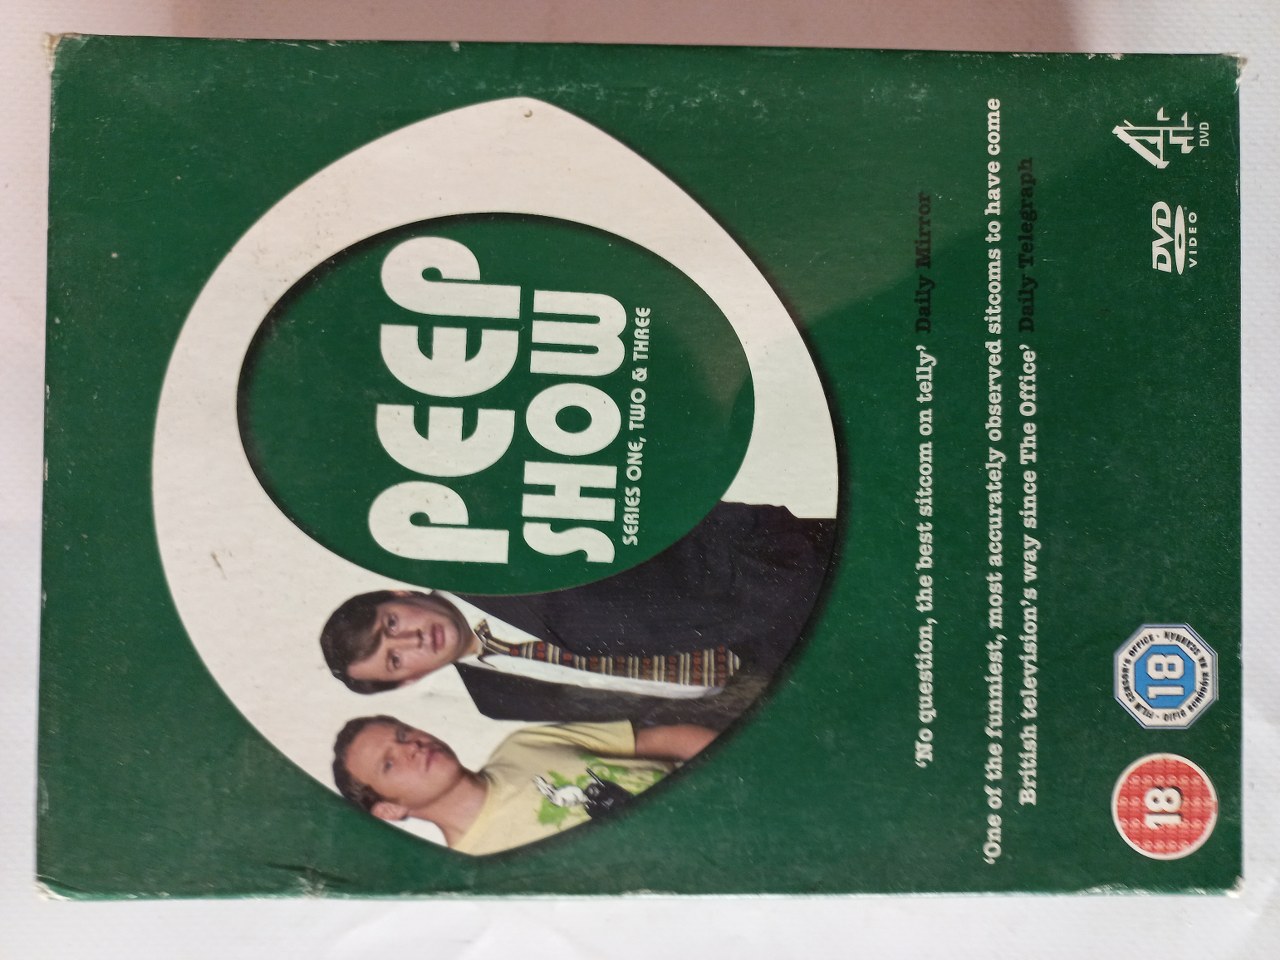 PEEP
SHOW
SERIES ONE, TWO & THREE
‘No question, the best sitcom on telly’ Daily Mirror
‘One of the funniest, most accurately observed sitcoms to have come
British television’s way since The Office’ Daily Telegraph
18
18
DVD
VIDEO
4
DVD